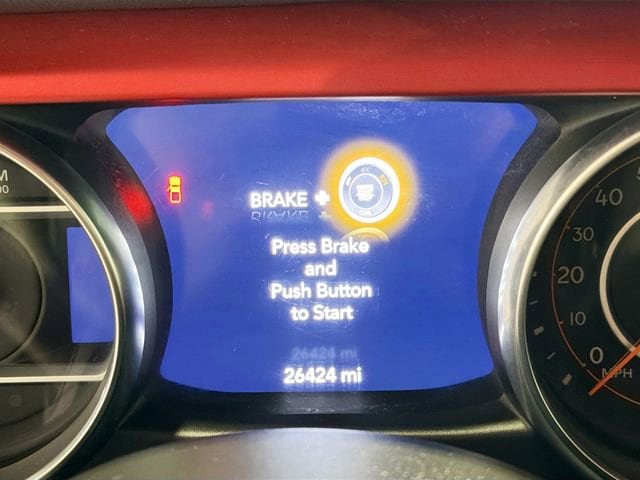 BRAKE +
Press Brake
and
Push Button
to Start
26424 mi
40
30
20
10
0
MPH